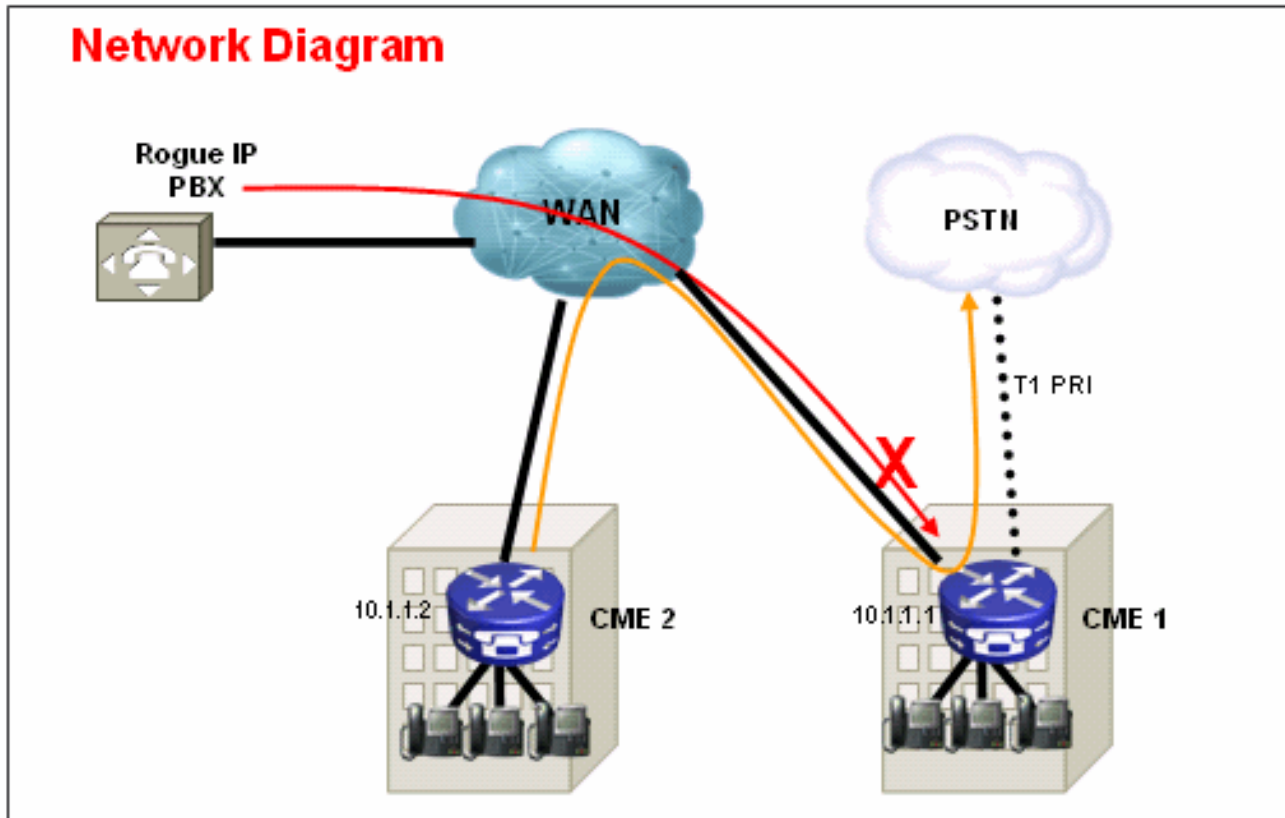 Network Diagram
Rogue IP
PBX
WAN
PSTN
T1 PRI
X
10.1.1.2
CME 2
10.1.1.1
CME 1